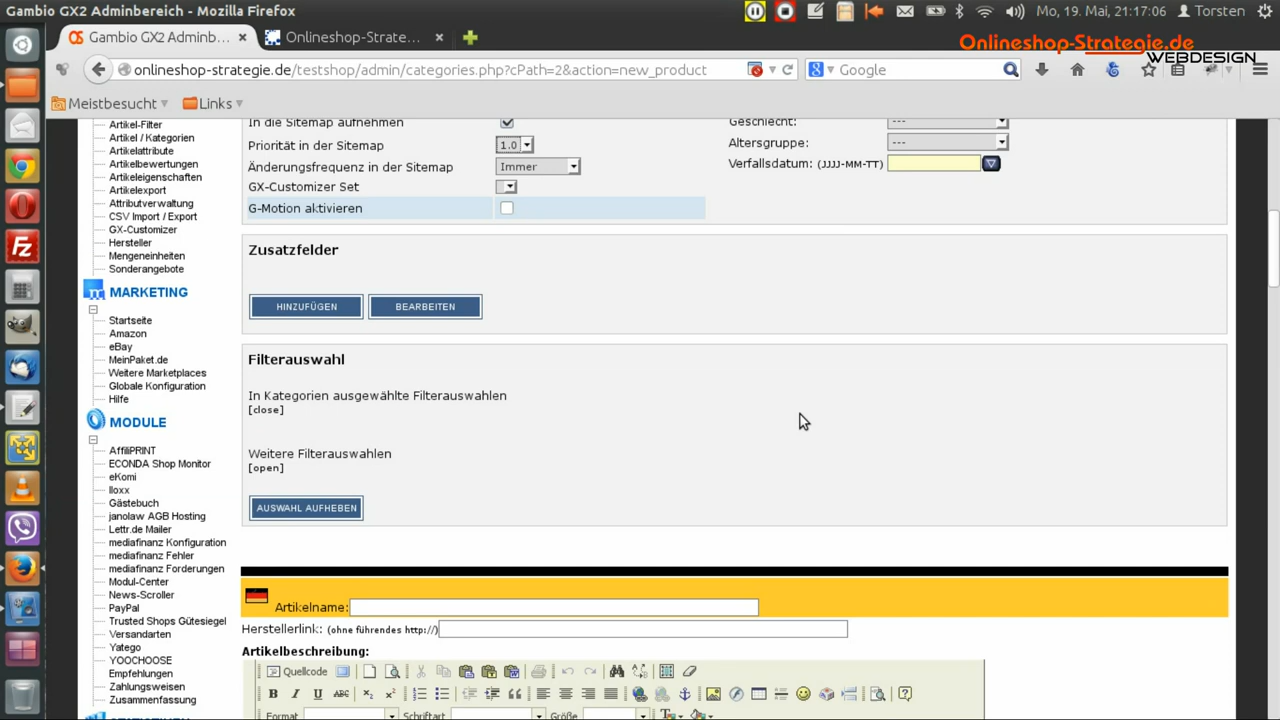 Gambio GX2 Adminbereich - Mozilla Firefox
Mo, 19. Mai, 21:17:06 Torsten
Gambio GX2 Adminb... × Onlineshop-Strate... ×
Onlineshop-Strategie.de
WEBDESIGN
onlineshop-strategie.de/testshop/admin/categories.php?cPath=2&action=new_product
Google
Meistbesucht Links
Artikel-Filter
Artikel / Kategorien
Artikelattribute
Artikelbewertungen
Artikeleigenschaften
Artikelexport
Attributverwaltung
CSV Import / Export
GX-Customizer
Hersteller
Mengeneinheiten
Sonderangebote
MARKETING
Startseite
Amazon
eBay
MeinPaket.de
Weitere Marketplaces
Globale Konfiguration
Hilfe
MODULE
AffiliPRINT
ECONDA Shop Monitor
eKomi
Iloxx
Gästebuch
janolaw AGB Hosting
Lettr.de Mailer
mediafinanz Konfiguration
mediafinanz Fehler
mediafinanz Forderungen
Modul-Center
News-Scroller
PayPal
Trusted Shops Gütesiegel
Versandarten
Yatego
YOOCHOOSE
Empfehlungen
Zahlungsweisen
Zusammenfassung
In die Sitemap aufnehmen
Priorität in der Sitemap 1.0
Änderungsfrequenz in der Sitemap Immer
GX-Customizer Set
G-Motion aktivieren
Geschlecht: ---
Altersgruppe: ---
Verfallsdatum: (JJJJ-MM-TT)
Zusatzfelder
HINZUFÜGEN BEARBEITEN
Filterauswahl
In Kategorien ausgewählte Filterauswahlen
[close]
Weitere Filterauswahlen
[open]
AUSWAHL AUFHEBEN
Artikelname:
Herstellerlink: (ohne führendes http://)
Artikelbeschreibung:
Quellcode
B I U ABC x₂ x²
Format Schriftart Größe